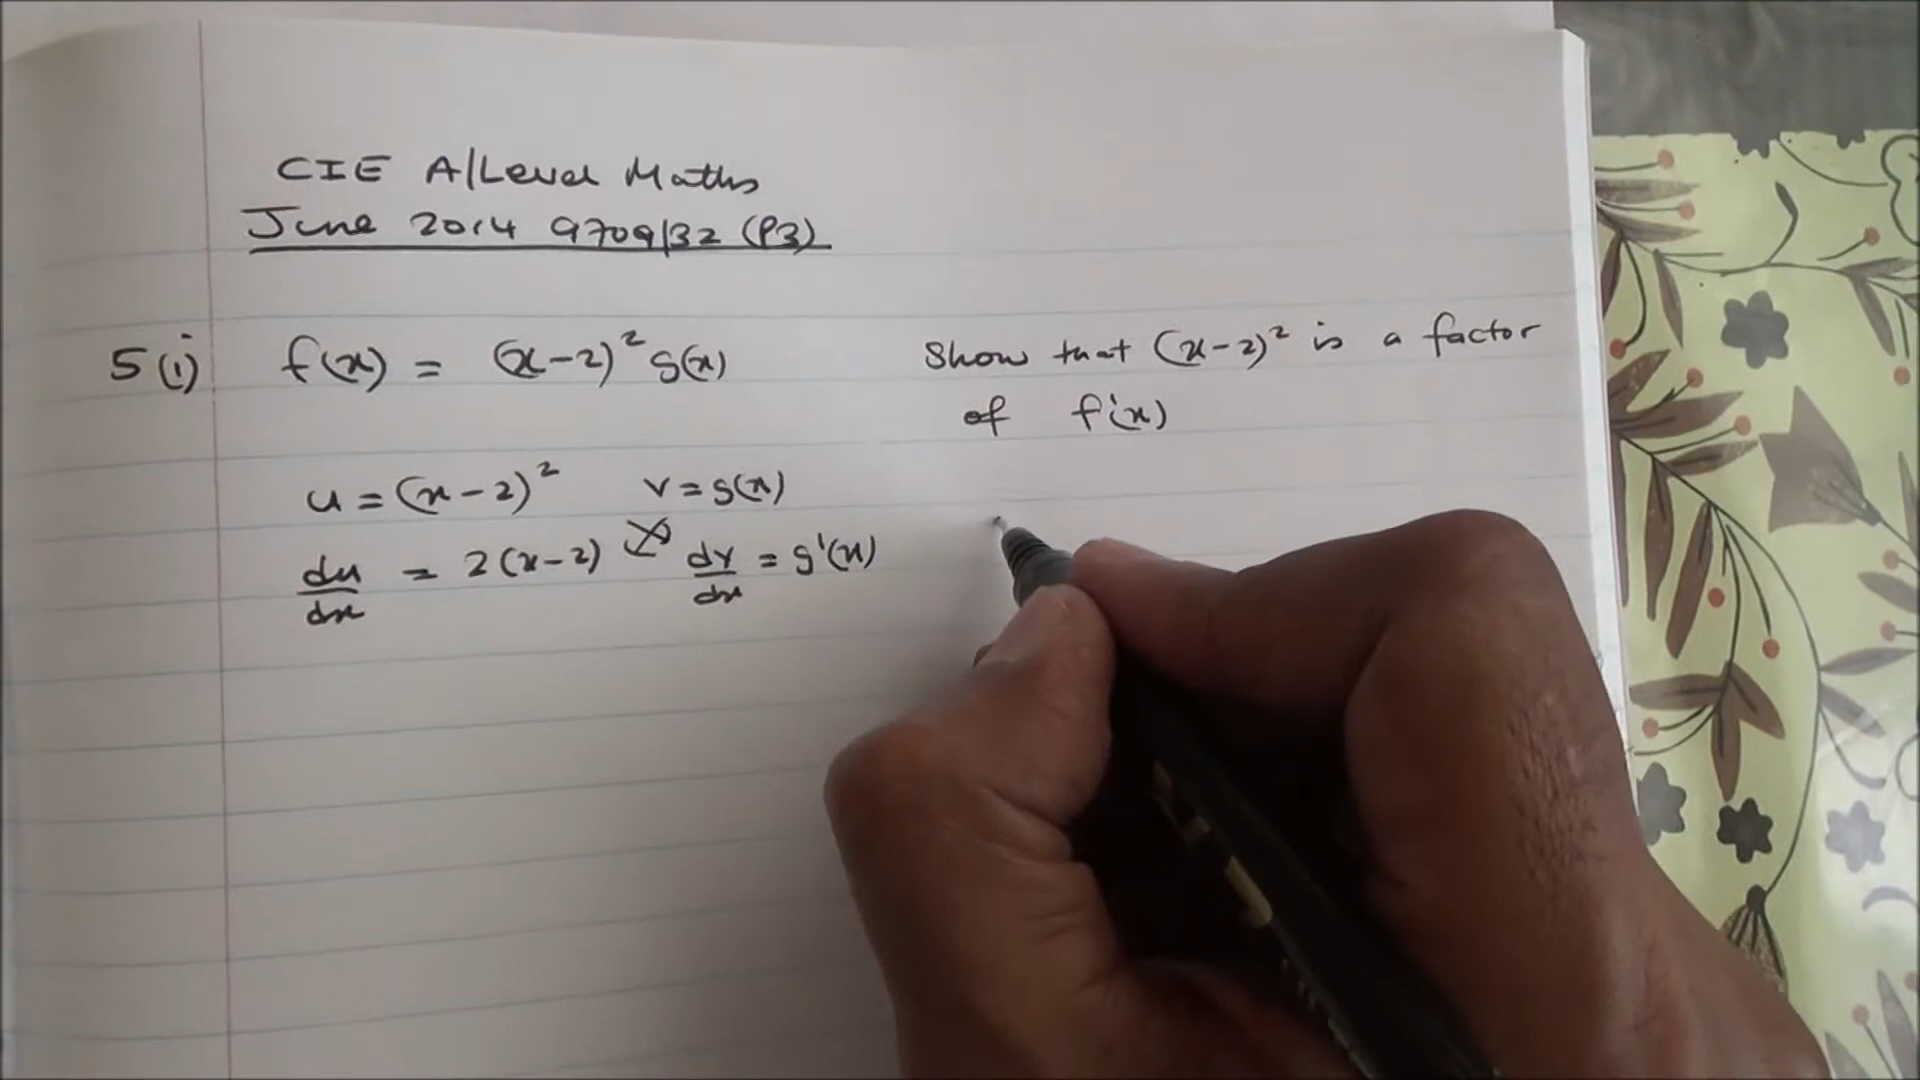 CIE A/Level Maths
June 2014 9709/32 (P3)
5(i) f(x) = (x-2)² g(x)
Show that (x-2)² is a factor
of f'(x)
u = (x-2)² v = g(x)
du/dx = 2(x-2) dv/dx = g'(x)